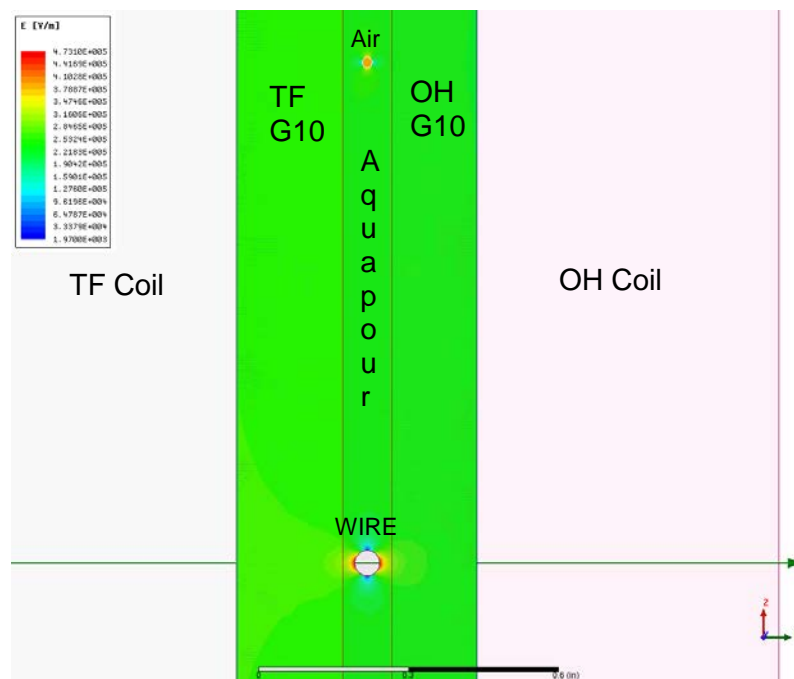 E [V/m]
4.7310E+005
4.4169E+005
4.1028E+005
3.7887E+005
3.4746E+005
3.1606E+005
2.8465E+005
2.5324E+005
2.2183E+005
1.9042E+005
1.5901E+005
1.2760E+005
9.6196E+004
6.4787E+004
3.3379E+004
1.9700E+003
Air
TF
G10
OH
G10
A
q
u
a
p
o
u
r
TF Coil
OH Coil
WIRE
Z
0
0.3
0.6 (in)